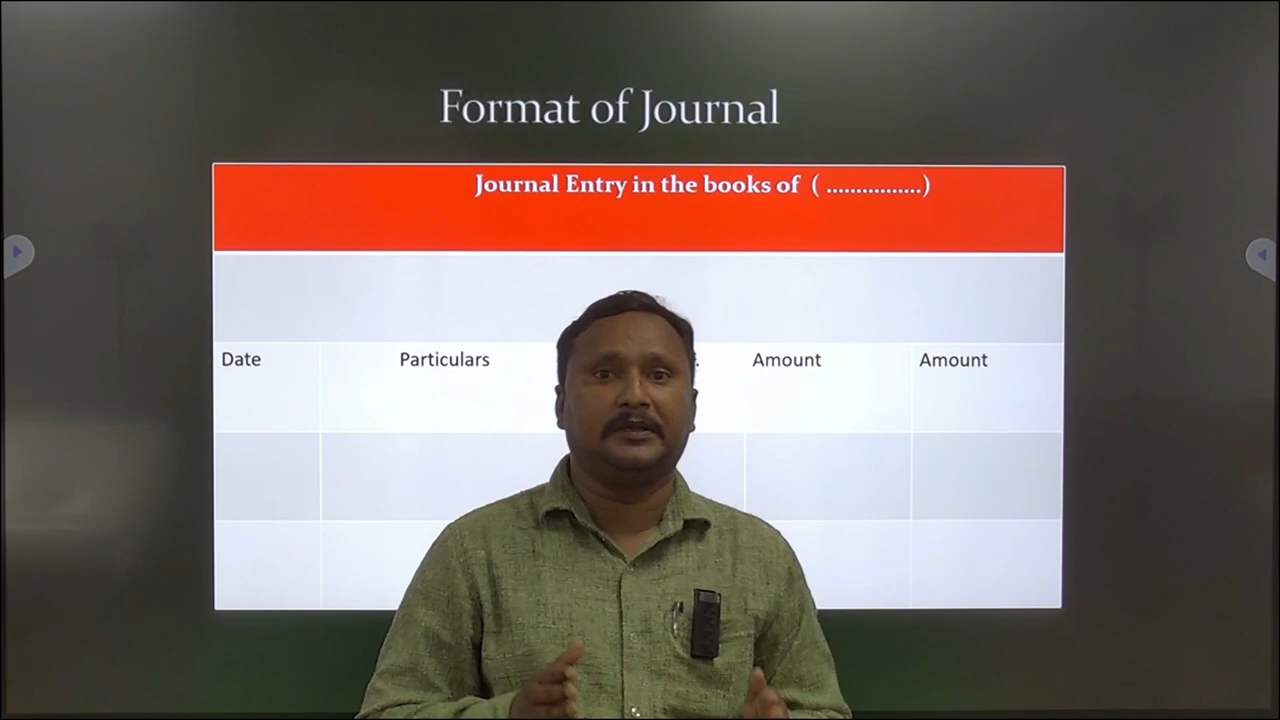 Format of Journal
Journal Entry in the books of ( ................)
Date Particulars Amount Amount